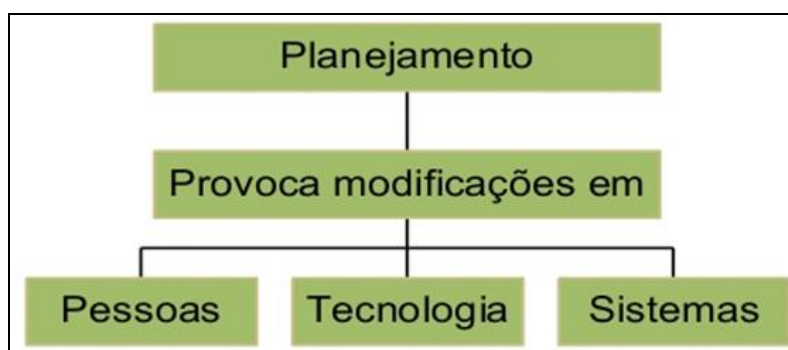 Planejamento
Provoca modificações em
Pessoas
Tecnologia
Sistemas